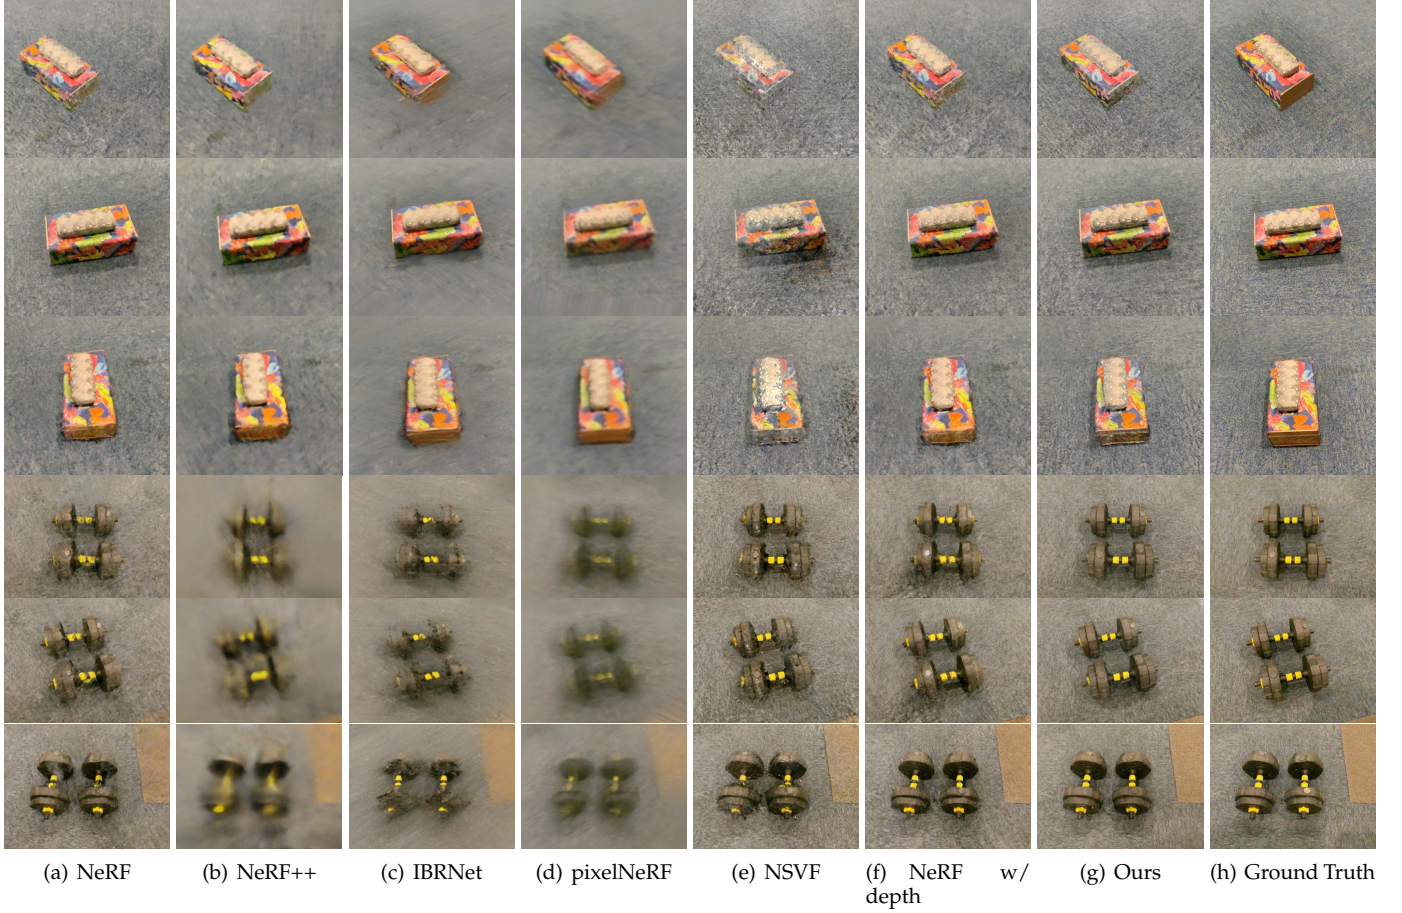 (a) NeRF
(b) NeRF++
(c) IBRNet
(d) pixelNeRF
(e) NSVF
(f) NeRF w/
depth
(g) Ours
(h) Ground Truth